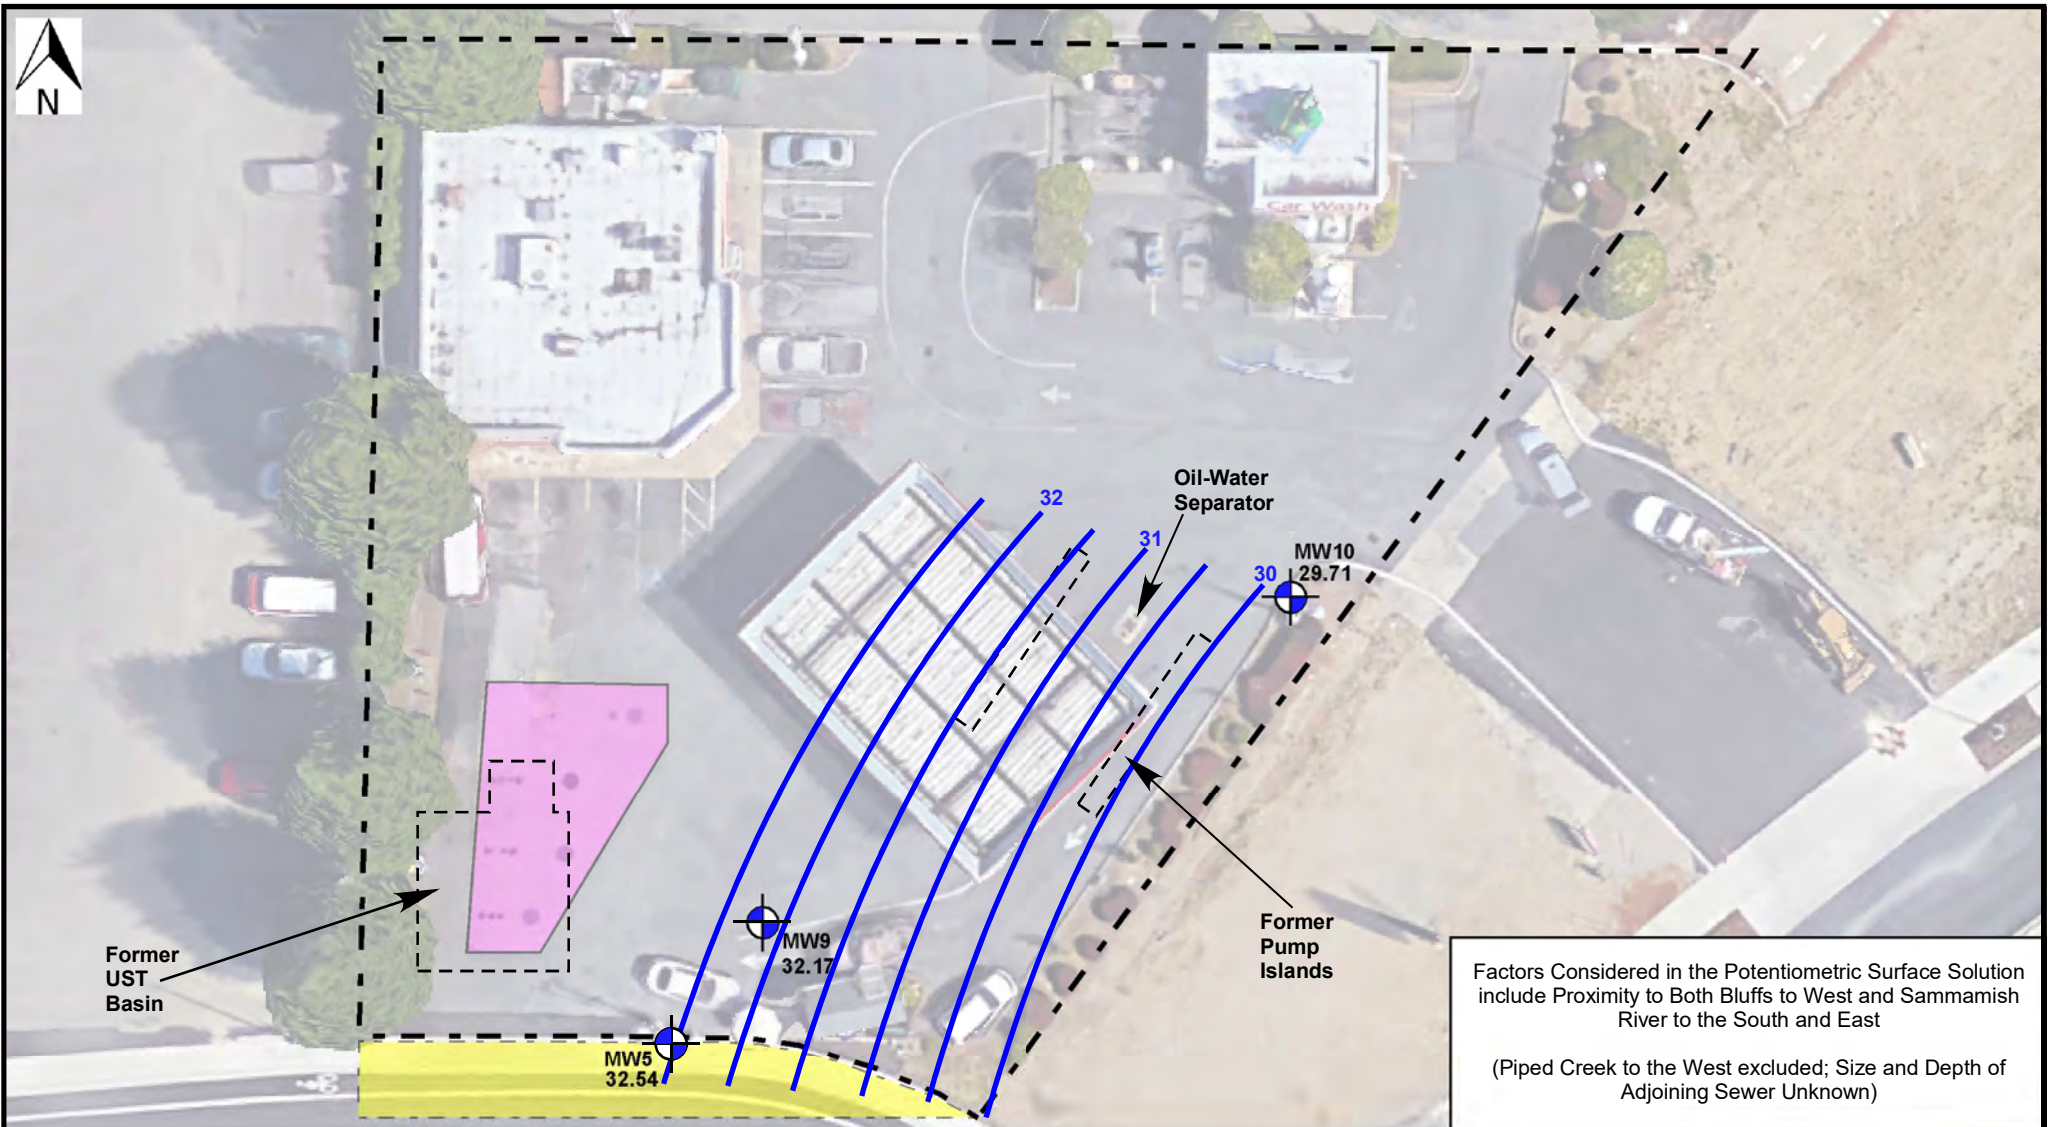 N
Car Wash
Oil-Water
Separator
32
31
30
MW10
29.71
MW9
32.17
MW5
32.54
Former
UST
Basin
Former
Pump
Islands
Factors Considered in the Potentiometric Surface Solution
include Proximity to Both Bluffs to West and Sammamish
River to the South and East
(Piped Creek to the West excluded; Size and Depth of
Adjoining Sewer Unknown)